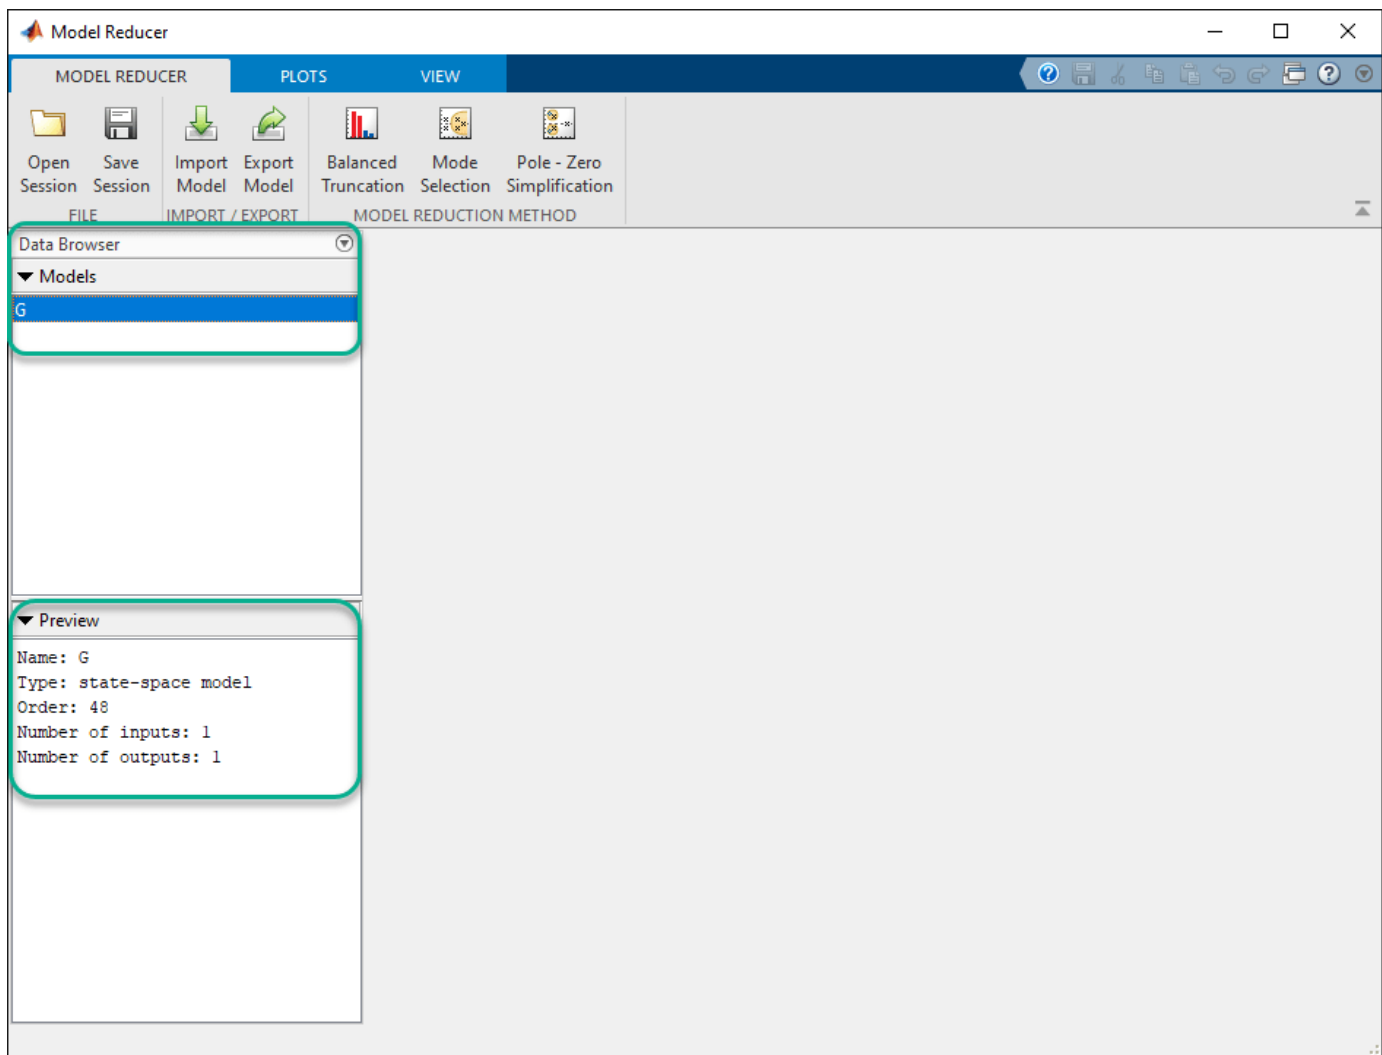 Model Reducer
MODEL REDUCER PLOTS VIEW
Open Session Save Session Import Model Export Model Balanced Truncation Mode Selection Pole - Zero Simplification
FILE IMPORT / EXPORT MODEL REDUCTION METHOD
Data Browser
Models
G
Preview
Name: G
Type: state-space model
Order: 48
Number of inputs: 1
Number of outputs: 1